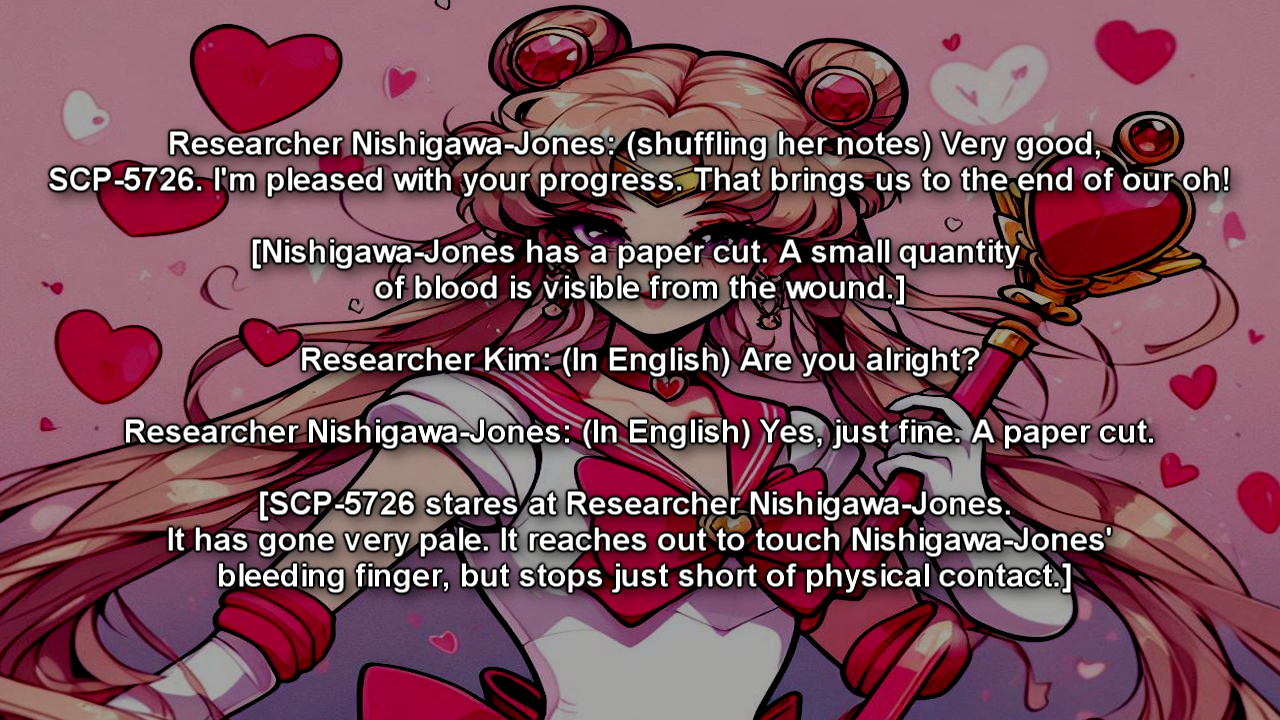 Researcher Nishigawa-Jones: (shuffling her notes) Very good,
SCP-5726. I'm pleased with your progress. That brings us to the end of our oh!
[Nishigawa-Jones has a paper cut. A small quantity
of blood is visible from the wound.]
Researcher Kim: (In English) Are you alright?
Researcher Nishigawa-Jones: (In English) Yes, just fine. A paper cut.
[SCP-5726 stares at Researcher Nishigawa-Jones.
It has gone very pale. It reaches out to touch Nishigawa-Jones'
bleeding finger, but stops just short of physical contact.]